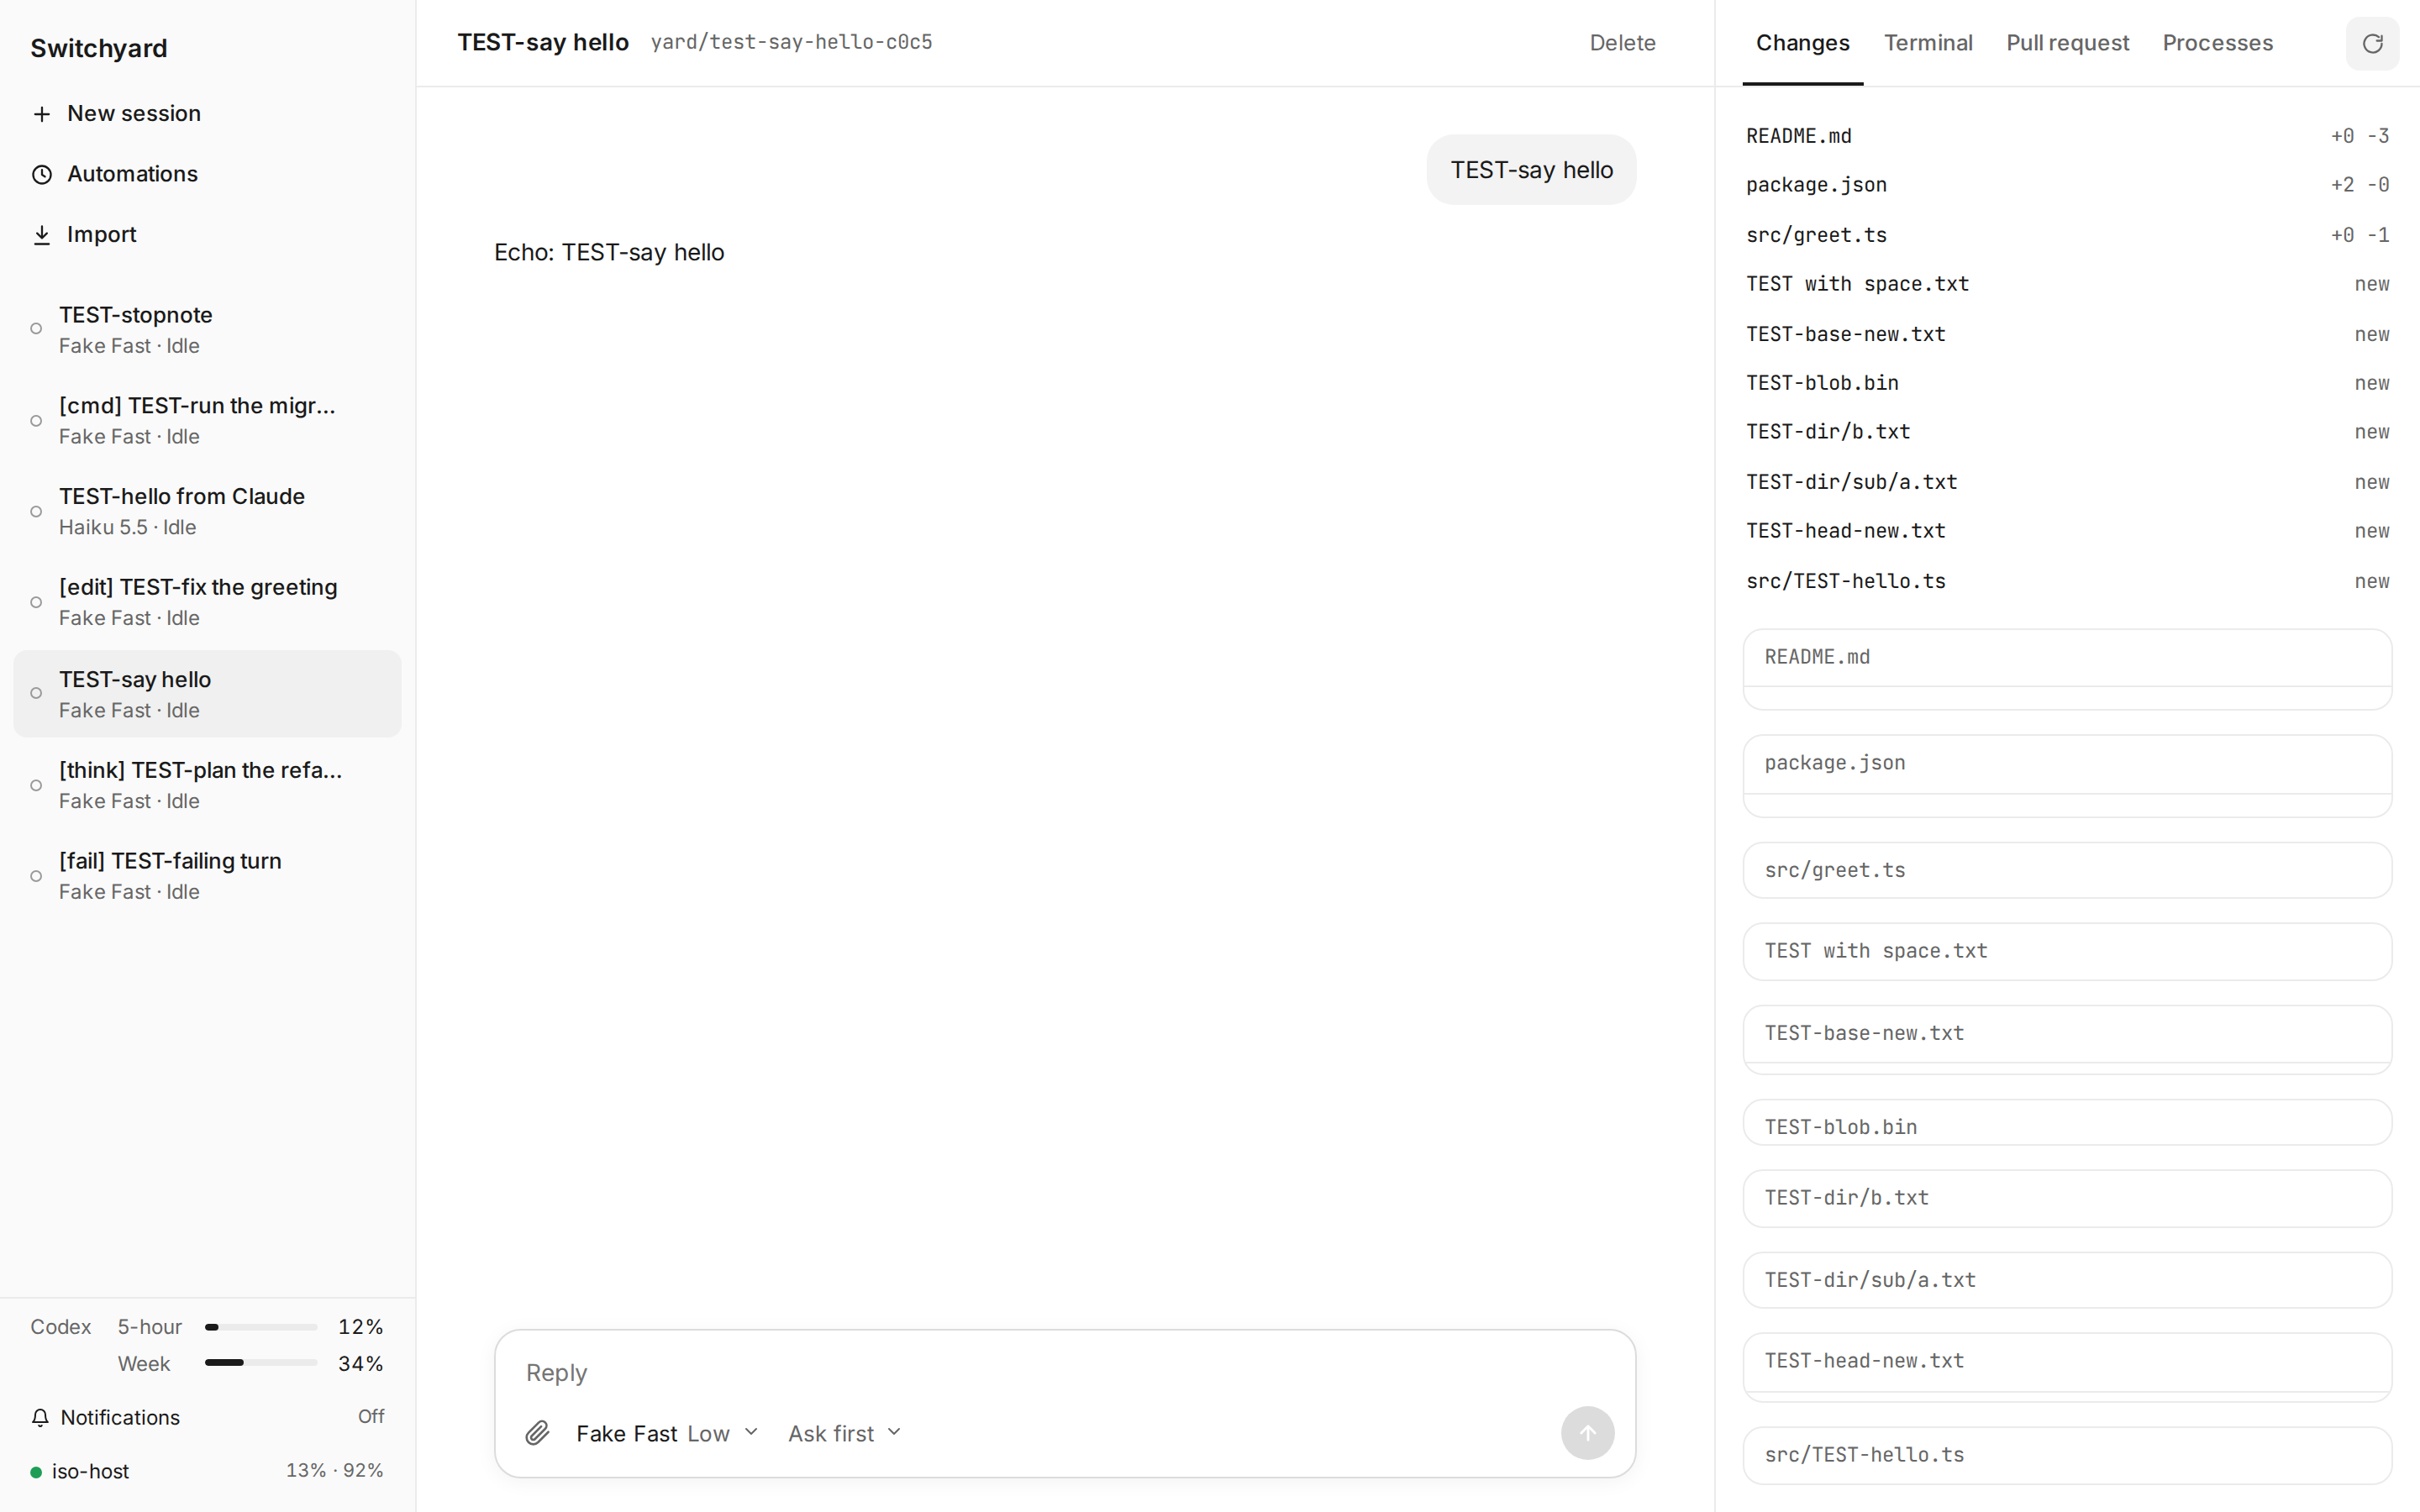 Switchyard
New session
Automations
Import
TEST-stopnote
Fake Fast · Idle
[cmd] TEST-run the migr...
Fake Fast · Idle
TEST-hello from Claude
Haiku 5.5 · Idle
[edit] TEST-fix the greeting
Fake Fast · Idle
TEST-say hello
Fake Fast · Idle
[think] TEST-plan the refa...
Fake Fast · Idle
[fail] TEST-failing turn
Fake Fast · Idle
Codex 5-hour 12%
Week 34%
Notifications Off
iso-host 13% · 92%
TEST-say hello yard/test-say-hello-c0c5 Delete
TEST-say hello
Echo: TEST-say hello
Reply
Fake Fast Low Ask first
Changes Terminal Pull request Processes
README.md +0 -3
package.json +2 -0
src/greet.ts +0 -1
TEST with space.txt new
TEST-base-new.txt new
TEST-blob.bin new
TEST-dir/b.txt new
TEST-dir/sub/a.txt new
TEST-head-new.txt new
src/TEST-hello.ts new
README.md
package.json
src/greet.ts
TEST with space.txt
TEST-base-new.txt
TEST-blob.bin
TEST-dir/b.txt
TEST-dir/sub/a.txt
TEST-head-new.txt
src/TEST-hello.ts